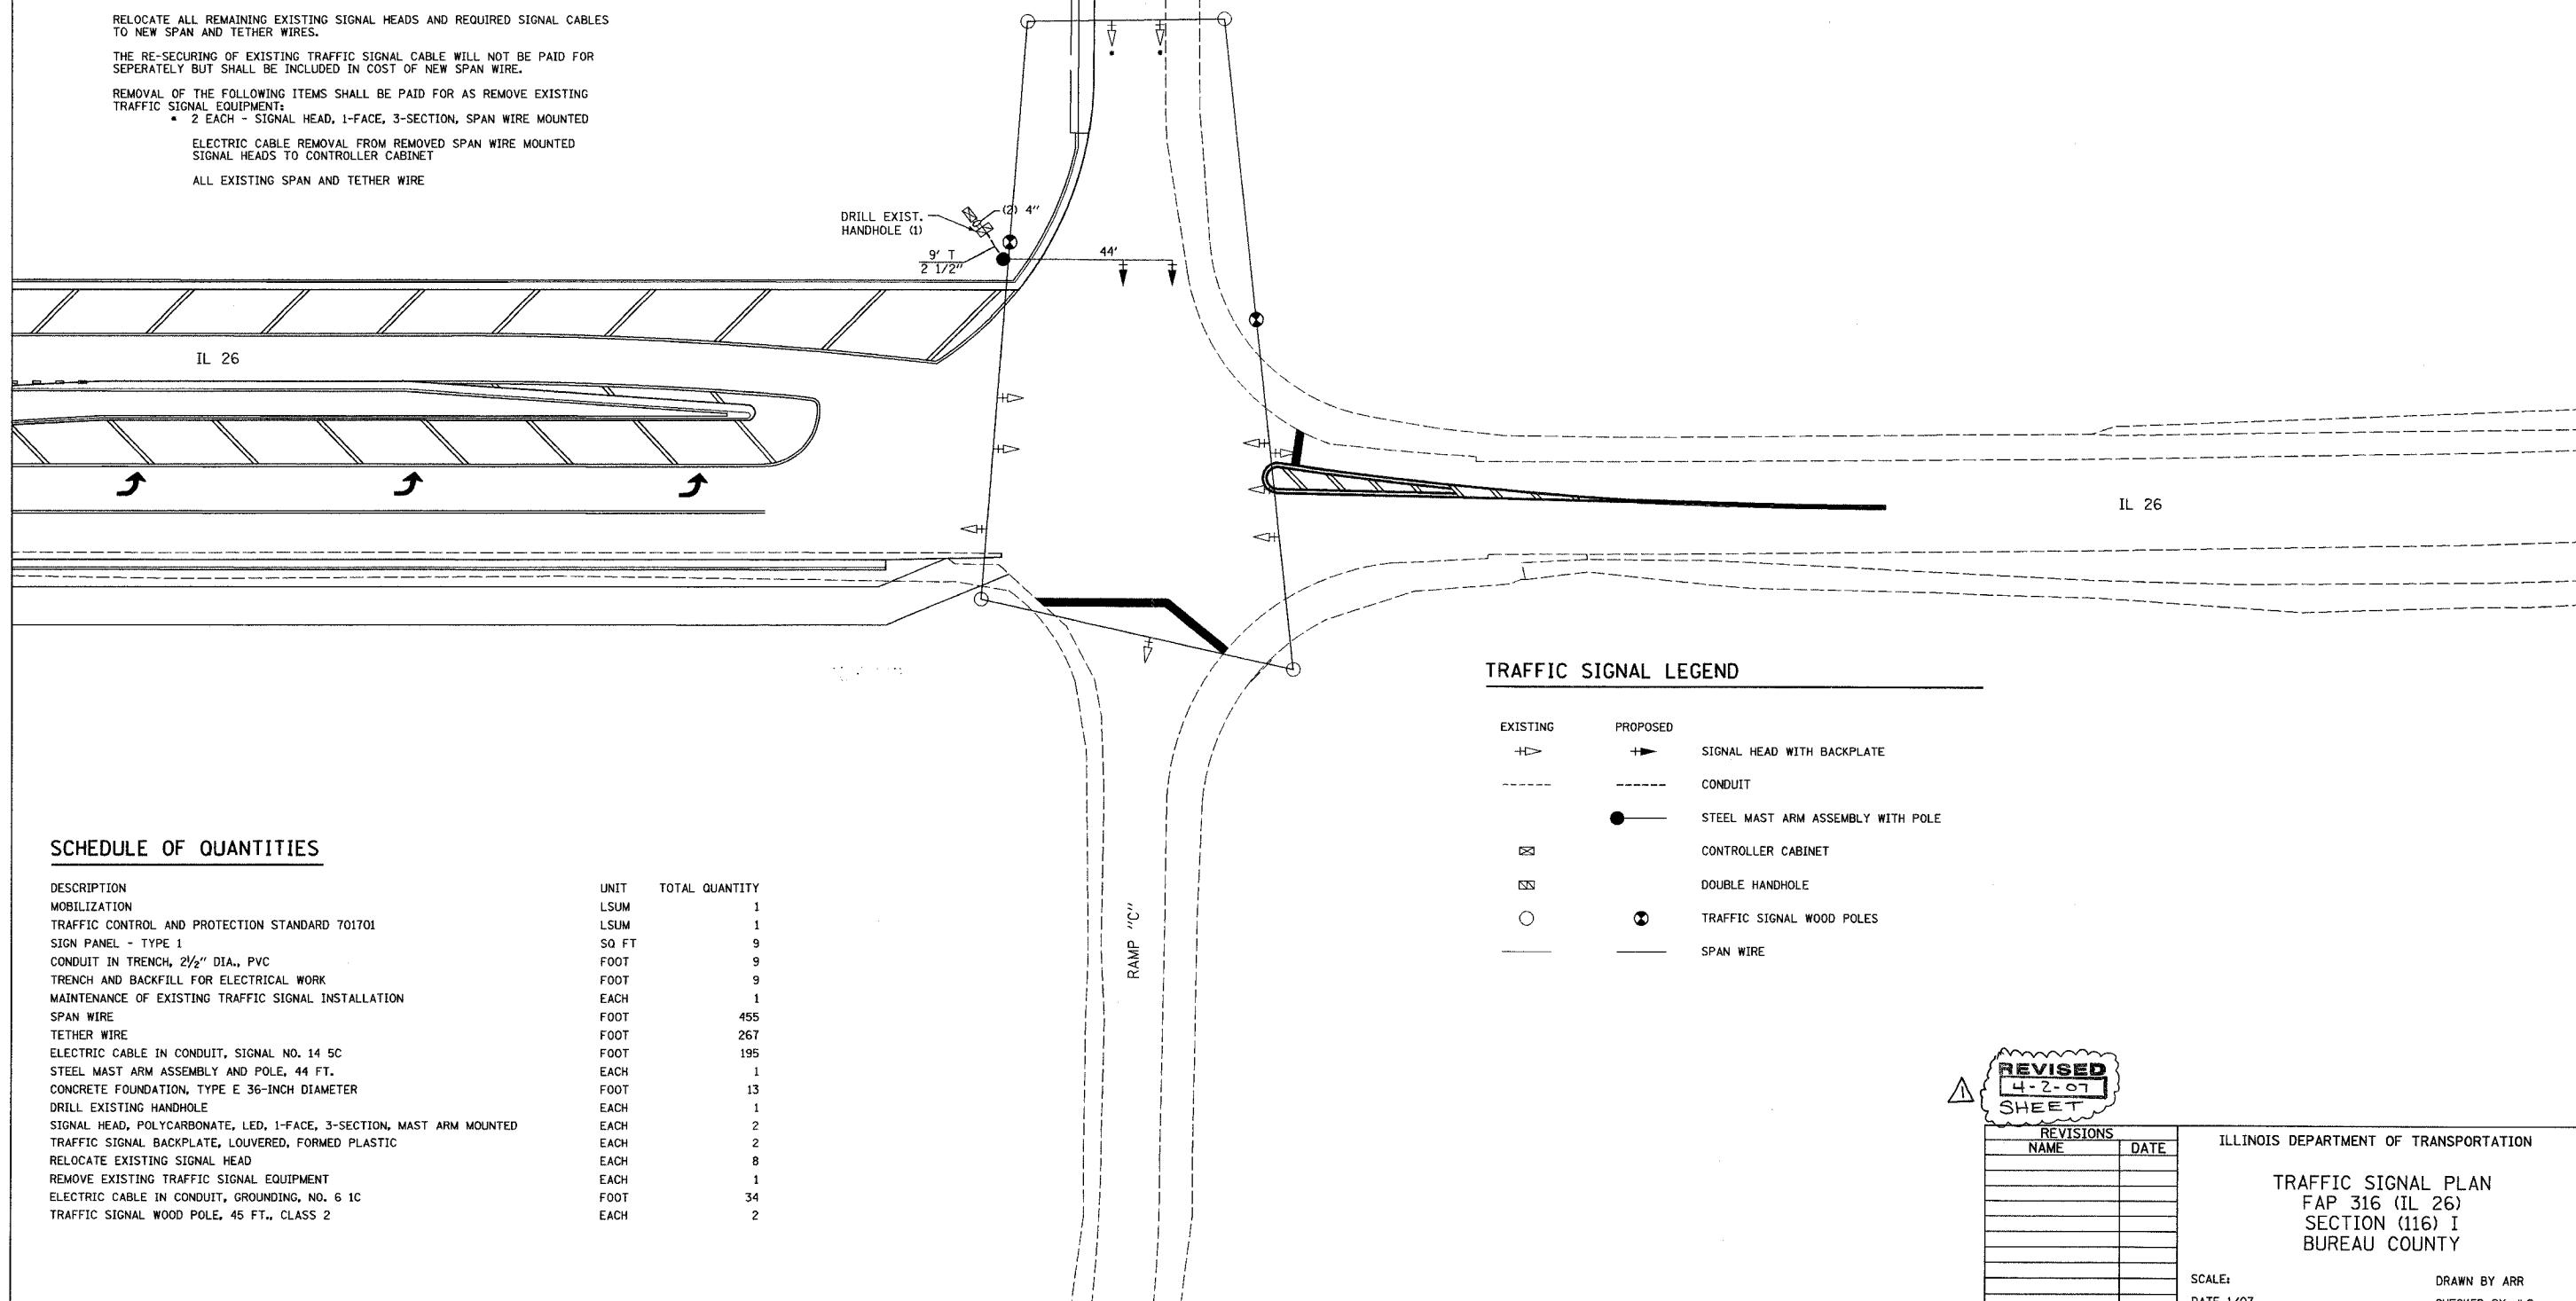 RELOCATE ALL REMAINING EXISTING SIGNAL HEADS AND REQUIRED SIGNAL CABLES
TO NEW SPAN AND TETHER WIRES.
THE RE-SECURING OF EXISTING TRAFFIC SIGNAL CABLE WILL NOT BE PAID FOR
SEPERATELY BUT SHALL BE INCLUDED IN COST OF NEW SPAN WIRE.
REMOVAL OF THE FOLLOWING ITEMS SHALL BE PAID FOR AS REMOVE EXISTING
TRAFFIC SIGNAL EQUIPMENT:
• 2 EACH - SIGNAL HEAD, 1-FACE, 3-SECTION, SPAN WIRE MOUNTED
ELECTRIC CABLE REMOVAL FROM REMOVED SPAN WIRE MOUNTED
SIGNAL HEADS TO CONTROLLER CABINET
ALL EXISTING SPAN AND TETHER WIRE
DRILL EXIST.
HANDHOLE (1)
(2) 4"
9' T
2 1/2"
44'
IL 26
IL 26
RAMP "C"
TRAFFIC SIGNAL LEGEND
EXISTING PROPOSED
SIGNAL HEAD WITH BACKPLATE
CONDUIT
STEEL MAST ARM ASSEMBLY WITH POLE
CONTROLLER CABINET
DOUBLE HANDHOLE
TRAFFIC SIGNAL WOOD POLES
SPAN WIRE
SCHEDULE OF QUANTITIES
DESCRIPTION UNIT TOTAL QUANTITY
MOBILIZATION LSUM 1
TRAFFIC CONTROL AND PROTECTION STANDARD 701701 LSUM 1
SIGN PANEL - TYPE 1 SQ FT 9
CONDUIT IN TRENCH, 2½" DIA., PVC FOOT 9
TRENCH AND BACKFILL FOR ELECTRICAL WORK FOOT 9
MAINTENANCE OF EXISTING TRAFFIC SIGNAL INSTALLATION EACH 1
SPAN WIRE FOOT 455
TETHER WIRE FOOT 267
ELECTRIC CABLE IN CONDUIT, SIGNAL NO. 14 5C FOOT 195
STEEL MAST ARM ASSEMBLY AND POLE, 44 FT. EACH 1
CONCRETE FOUNDATION, TYPE E 36-INCH DIAMETER FOOT 13
DRILL EXISTING HANDHOLE EACH 1
SIGNAL HEAD, POLYCARBONATE, LED, 1-FACE, 3-SECTION, MAST ARM MOUNTED EACH 2
TRAFFIC SIGNAL BACKPLATE, LOUVERED, FORMED PLASTIC EACH 2
RELOCATE EXISTING SIGNAL HEAD EACH 8
REMOVE EXISTING TRAFFIC SIGNAL EQUIPMENT EACH 1
ELECTRIC CABLE IN CONDUIT, GROUNDING, NO. 6 1C FOOT 34
TRAFFIC SIGNAL WOOD POLE, 45 FT., CLASS 2 EACH 2
1
REVISED
4-2-07
SHEET
REVISIONS
NAME DATE
ILLINOIS DEPARTMENT OF TRANSPORTATION
TRAFFIC SIGNAL PLAN
FAP 316 (IL 26)
SECTION (116) I
BUREAU COUNTY
SCALE:
DRAWN BY ARR
DATE 1/07